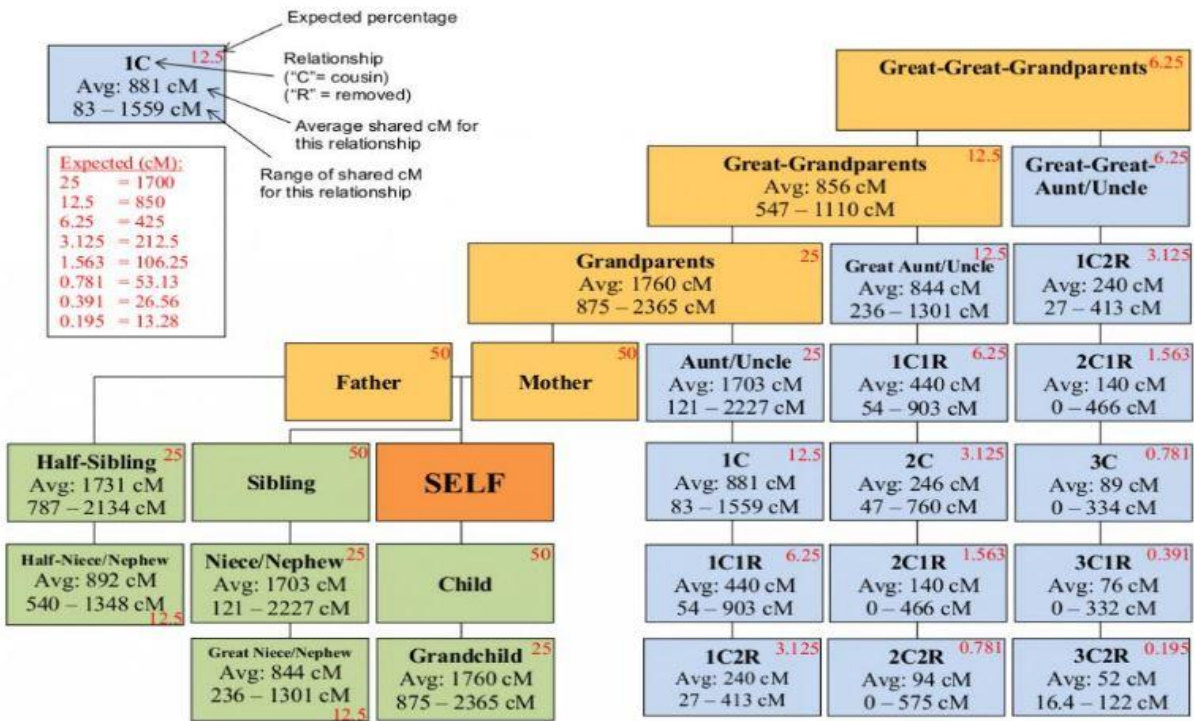 Expected percentage
12.5
1C
Avg: 881 cM
83 – 1559 cM
Relationship
("C"= cousin)
("R" = removed)
Average shared cM for
this relationship
Range of shared cM
for this relationship
Expected (cM):
25 = 1700
12.5 = 850
6.25 = 425
3.125 = 212.5
1.563 = 106.25
0.781 = 53.13
0.391 = 26.56
0.195 = 13.28
Great-Great-Grandparents 6.25
Great-Grandparents 12.5
Avg: 856 cM
547 – 1110 cM
Great-Great- 6.25
Aunt/Uncle
Grandparents 25
Avg: 1760 cM
875 – 2365 cM
12.5
Great Aunt/Uncle
Avg: 844 cM
236 – 1301 cM
1C2R 3.125
Avg: 240 cM
27 – 413 cM
50
Father
50
Mother
Aunt/Uncle 25
Avg: 1703 cM
121 – 2227 cM
1C1R 6.25
Avg: 440 cM
54 – 903 cM
2C1R 1.563
Avg: 140 cM
0 – 466 cM
Half-Sibling 25
Avg: 1731 cM
787 – 2134 cM
50
Sibling
SELF
1C 12.5
Avg: 881 cM
83 – 1559 cM
2C 3.125
Avg: 246 cM
47 – 760 cM
3C 0.781
Avg: 89 cM
0 – 334 cM
Half-Niece/Nephew
Avg: 892 cM
540 – 1348 cM
12.5
Niece/Nephew 25
Avg: 1703 cM
121 – 2227 cM
50
Child
1C1R 6.25
Avg: 440 cM
54 – 903 cM
2C1R 1.563
Avg: 140 cM
0 – 466 cM
3C1R 0.391
Avg: 76 cM
0 – 332 cM
Great Niece/Nephew
Avg: 844 cM
236 – 1301 cM
12.5
Grandchild 25
Avg: 1760 cM
875 – 2365 cM
1C2R 3.125
Avg: 240 cM
27 – 413 cM
2C2R 0.781
Avg: 94 cM
0 – 575 cM
3C2R 0.195
Avg: 52 cM
16.4 – 122 cM